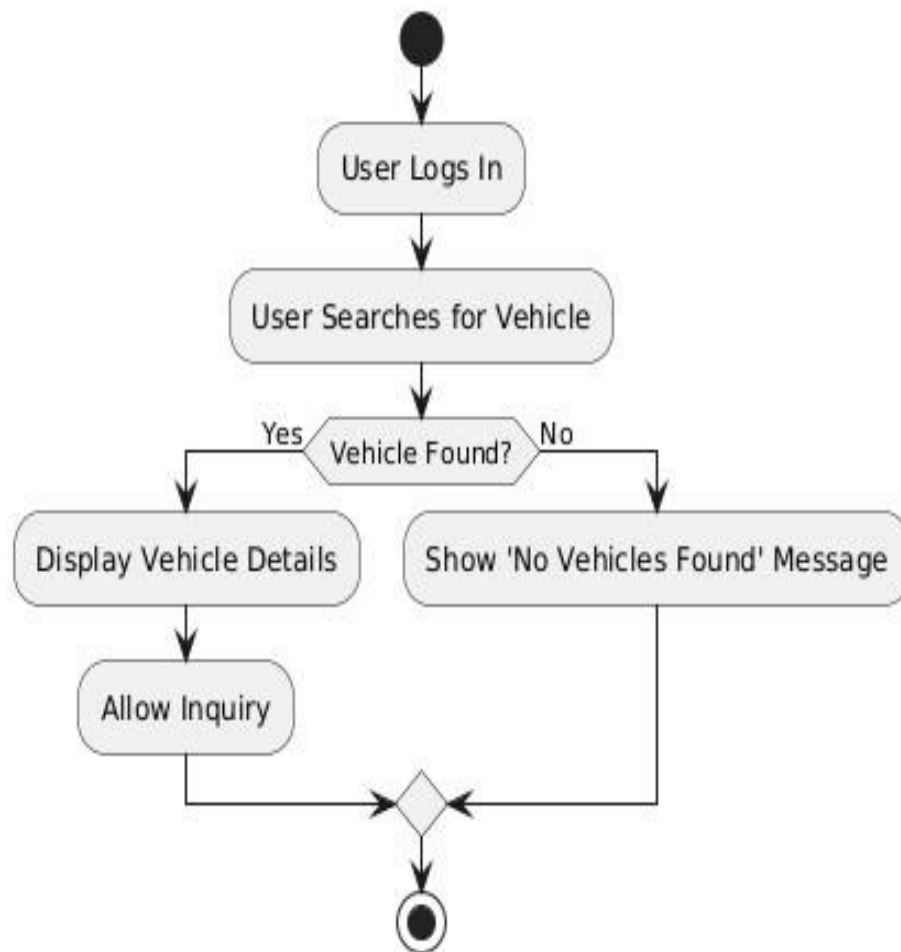 User Logs In
User Searches for Vehicle
Yes
Vehicle Found?
No
Display Vehicle Details
Show 'No Vehicles Found' Message
Allow Inquiry